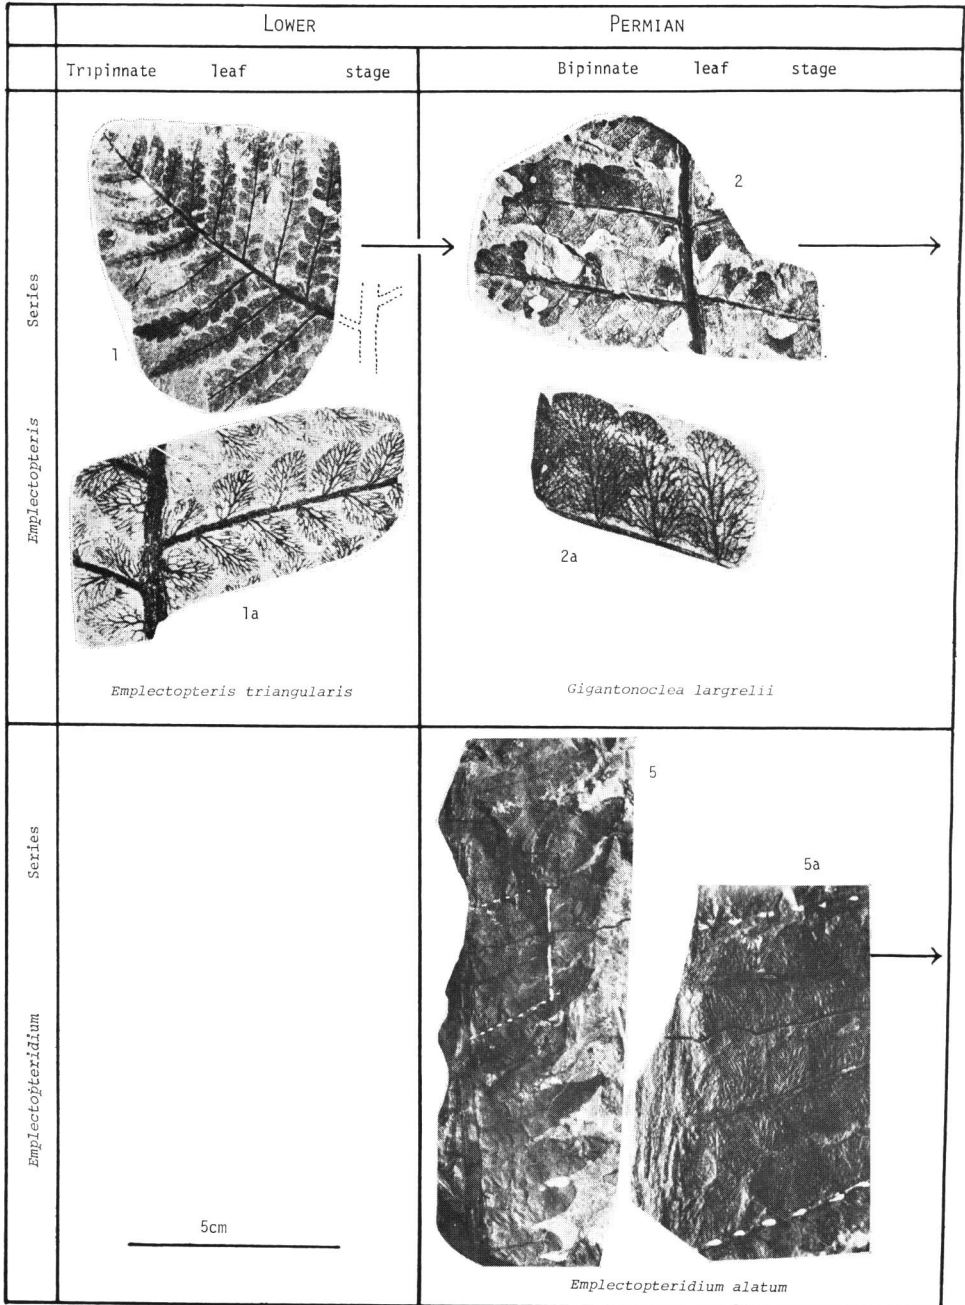 LOWER PERMIAN
Tripinnate leaf stage
Bipinnate leaf stage
Emplectopteris Series
1
2
1a
2a
Emplectopteris triangularis
Gigantonoclea largrelii
Emplectopteridium Series
5
5a
5cm
Emplectopteridium alatum